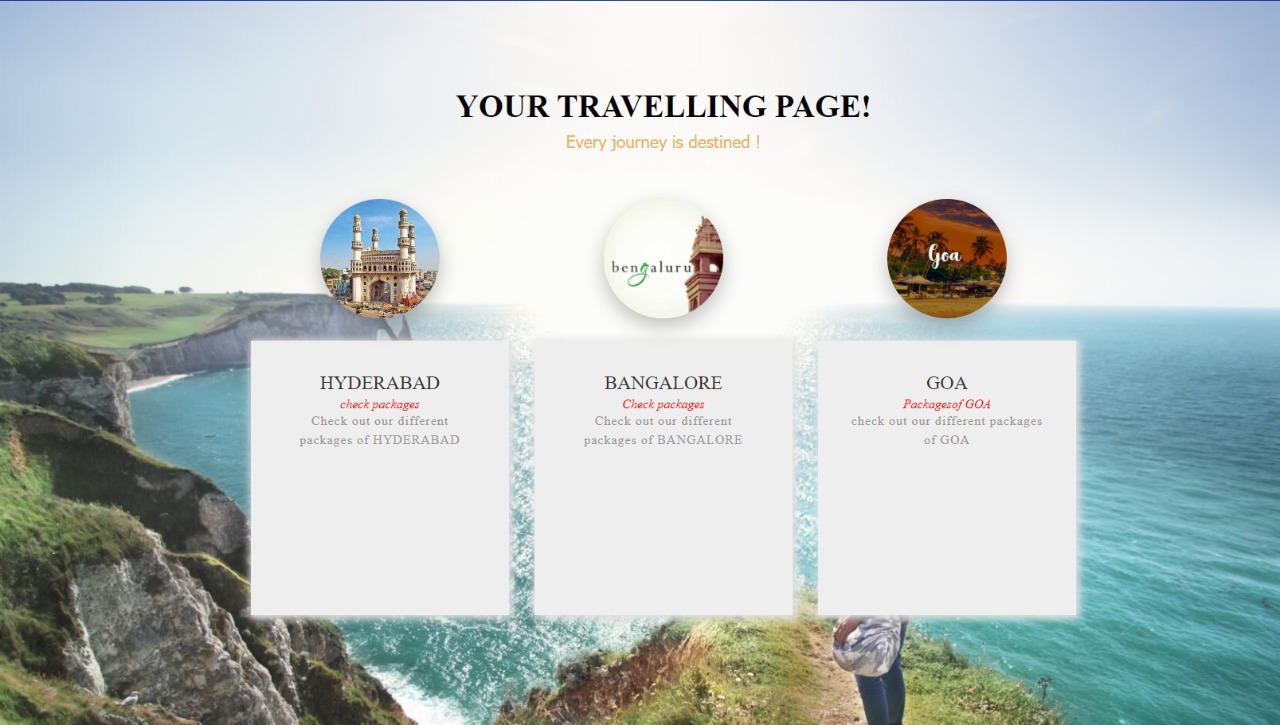 YOUR TRAVELLING PAGE!
Every journey is destined !
bengaluru
Goa
HYDERABAD
check packages
Check out our different
packages of HYDERABAD
BANGALORE
Check packages
Check out our different
packages of BANGALORE
GOA
Packagesof GOA
check out our different packages
of GOA